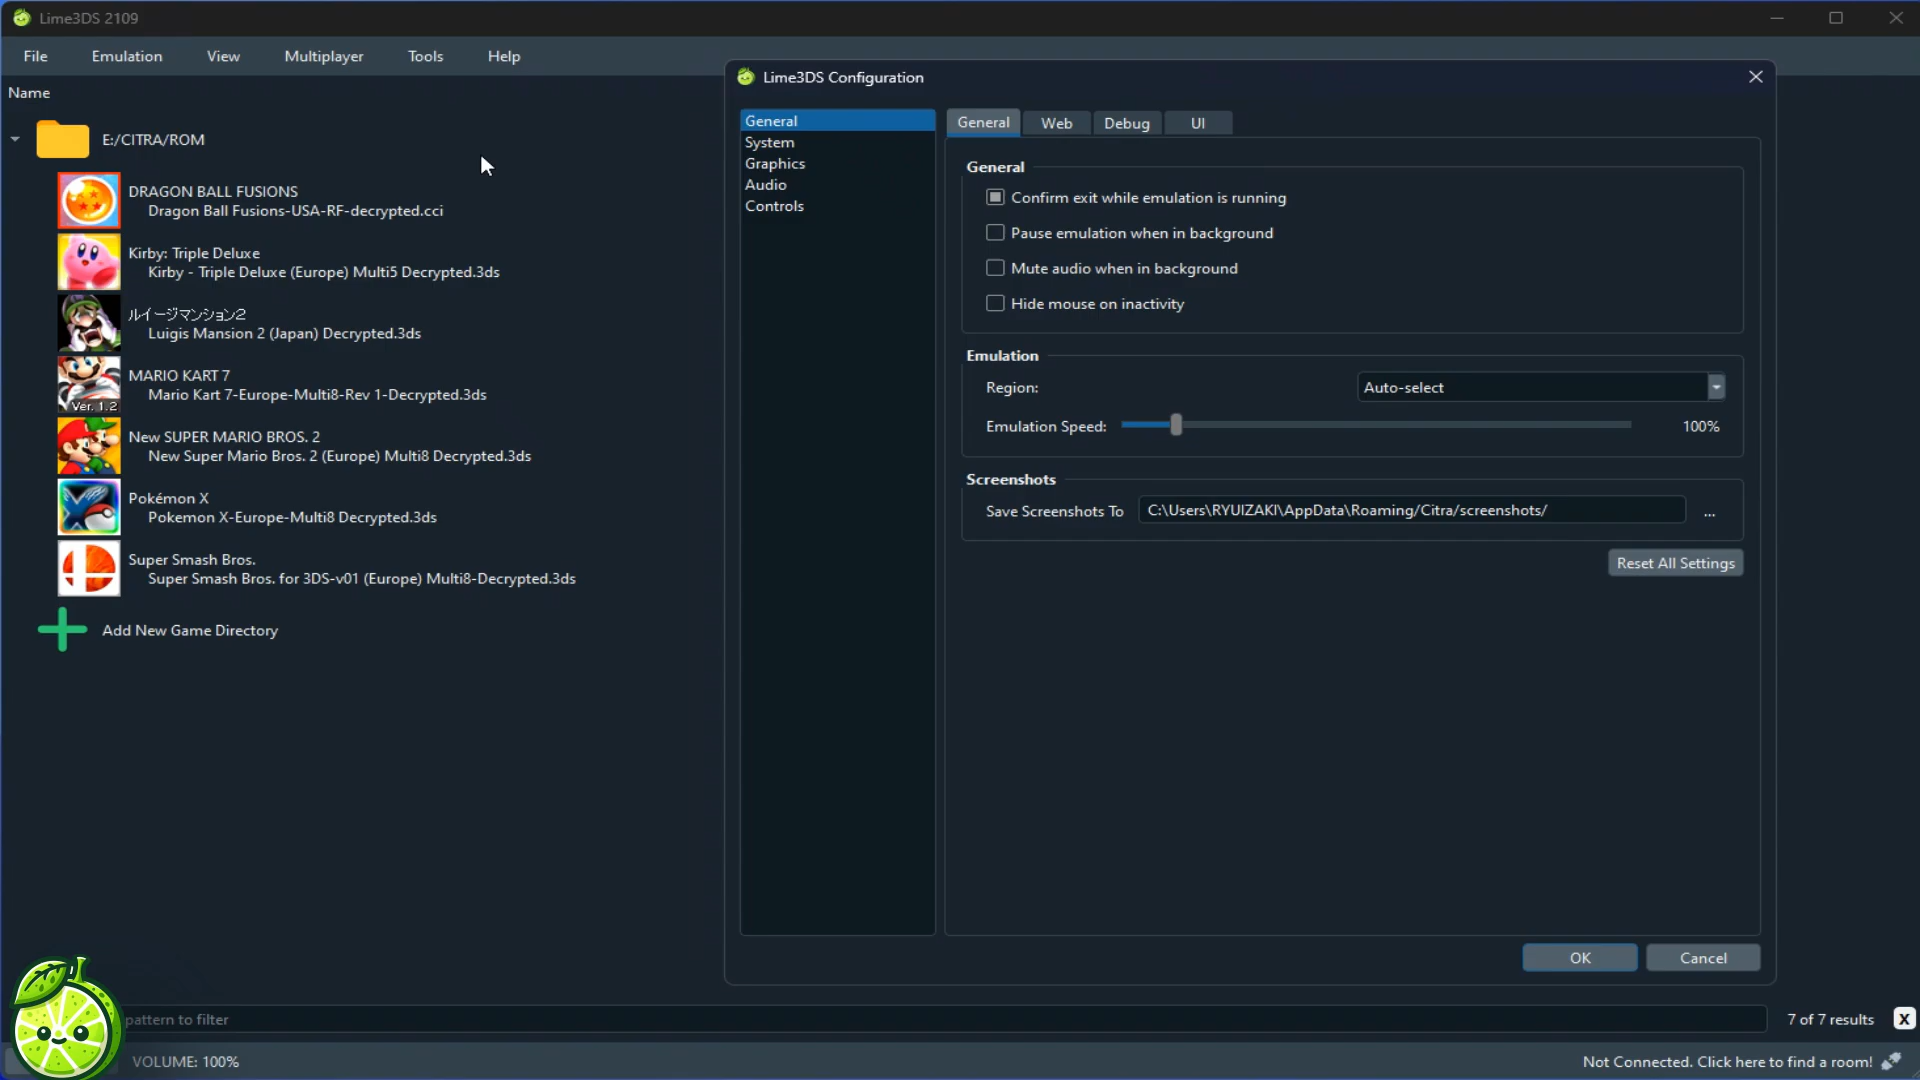 Lime3DS 2109
File Emulation View Multiplayer Tools Help
Name
E:/CITRA/ROM
DRAGON BALL FUSIONS
Dragon Ball Fusions-USA-RF-decrypted.cci
Kirby: Triple Deluxe
Kirby - Triple Deluxe (Europe) Multi5 Decrypted.3ds
ルイージマンション2
Luigis Mansion 2 (Japan) Decrypted.3ds
MARIO KART 7
Mario Kart 7-Europe-Multi8-Rev 1-Decrypted.3ds
Ver. 1.2
New SUPER MARIO BROS. 2
New Super Mario Bros. 2 (Europe) Multi8 Decrypted.3ds
Pokémon X
Pokemon X-Europe-Multi8 Decrypted.3ds
Super Smash Bros.
Super Smash Bros. for 3DS-v01 (Europe) Multi8-Decrypted.3ds
Add New Game Directory
Lime3DS Configuration
General
System
Graphics
Audio
Controls
General Web Debug UI
General
Confirm exit while emulation is running
Pause emulation when in background
Mute audio when in background
Hide mouse on inactivity
Emulation
Region: Auto-select
Emulation Speed: 100%
Screenshots
Save Screenshots To C:\Users\RYUIZAKI\AppData\Roaming/Citra/screenshots/ ...
Reset All Settings
OK Cancel
pattern to filter 7 of 7 results X
VOLUME: 100% Not Connected. Click here to find a room!